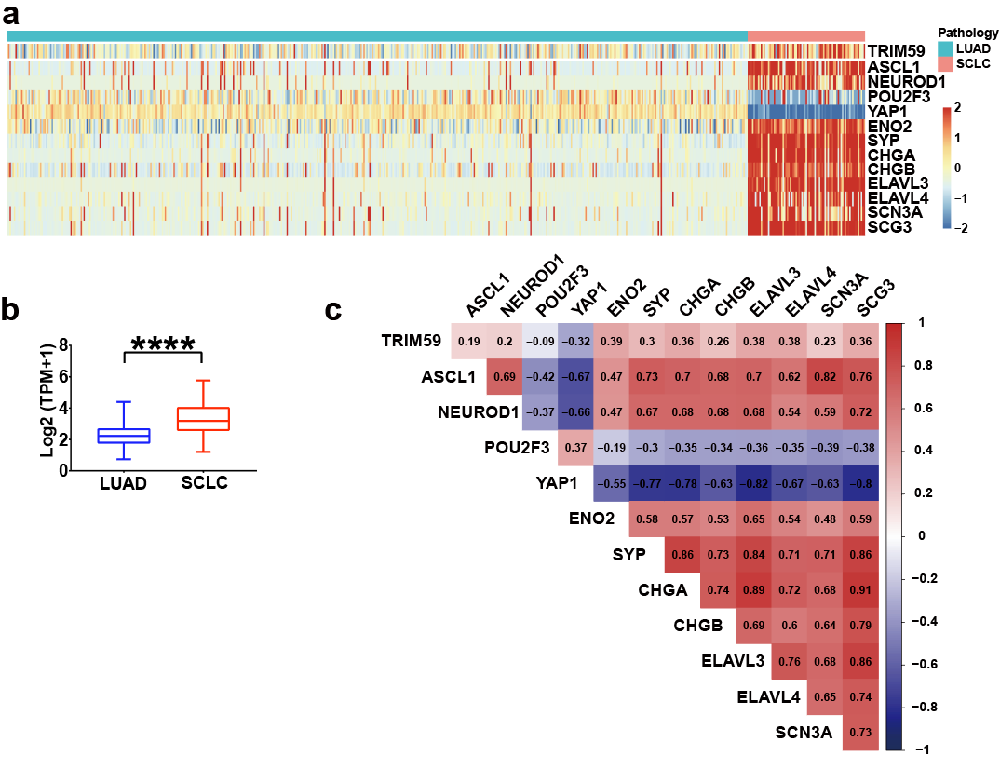 a
Pathology
LUAD
SCLC
TRIM59
ASCL1
NEUROD1
POU2F3
YAP1
ENO2
SYP
CHGA
CHGB
ELAVL3
ELAVL4
SCN3A
SCG3
2
1
0
−1
−2
b
****
Log2 (TPM+1)
8
6
4
2
0
LUAD SCLC
c
ASCL1 NEUROD1 POU2F3 YAP1 ENO2 SYP CHGA CHGB ELAVL3 ELAVL4 SCN3A SCG3
TRIM59 0.19 0.2 −0.09 −0.32 0.39 0.3 0.36 0.26 0.38 0.38 0.23 0.36
ASCL1 0.69 −0.42 −0.67 0.47 0.73 0.7 0.68 0.7 0.62 0.82 0.76
NEUROD1 −0.37 −0.66 0.47 0.67 0.68 0.68 0.68 0.54 0.59 0.72
POU2F3 0.37 −0.19 −0.3 −0.35 −0.34 −0.36 −0.35 −0.39 −0.38
YAP1 −0.55 −0.77 −0.78 −0.63 −0.82 −0.67 −0.63 −0.8
ENO2 0.58 0.57 0.53 0.65 0.54 0.48 0.59
SYP 0.86 0.73 0.84 0.71 0.71 0.86
CHGA 0.74 0.89 0.72 0.68 0.91
CHGB 0.69 0.6 0.64 0.79
ELAVL3 0.76 0.68 0.86
ELAVL4 0.65 0.74
SCN3A 0.73
1
0.8
0.6
0.4
0.2
0
−0.2
−0.4
−0.6
−0.8
−1